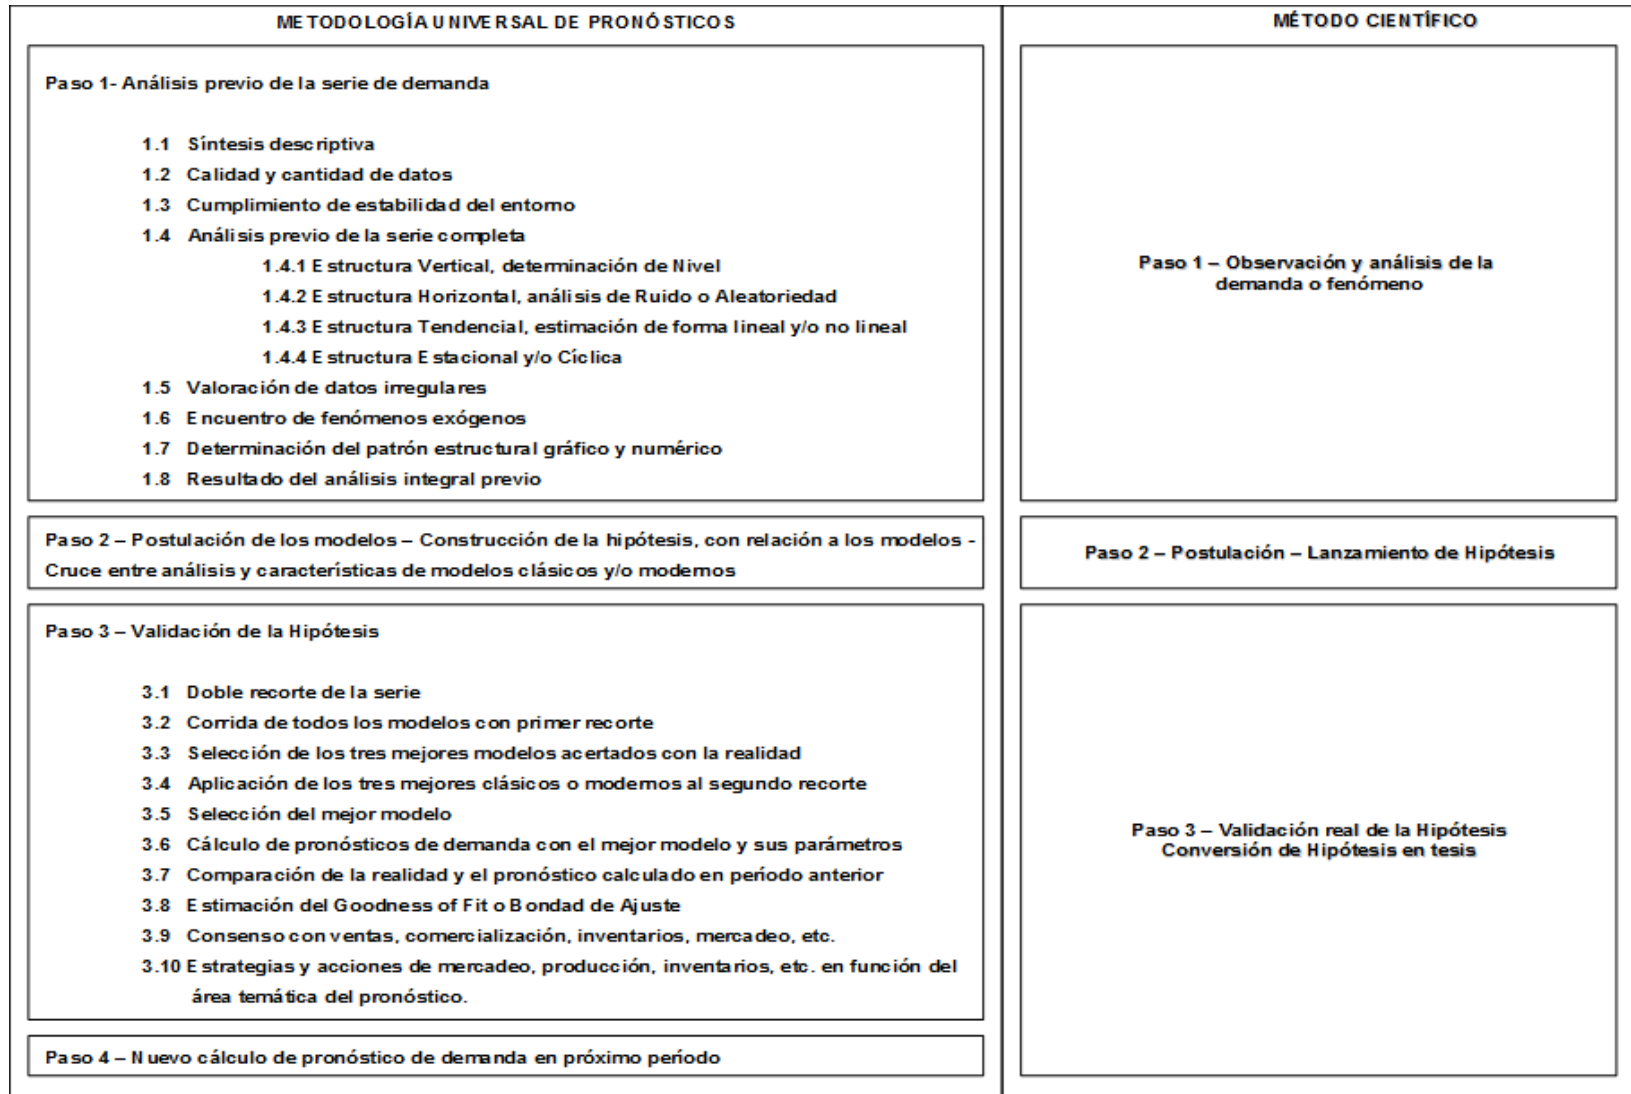 METODOLOGÍA UNIVERSAL DE PRONÓSTICOS
Paso 1- Análisis previo de la serie de demanda
1.1 Síntesis descriptiva
1.2 Calidad y cantidad de datos
1.3 Cumplimiento de estabilidad del entorno
1.4 Análisis previo de la serie completa
1.4.1 Estructura Vertical, determinación de Nivel
1.4.2 Estructura Horizontal, análisis de Ruido o Aleatoriedad
1.4.3 Estructura Tendencial, estimación de forma lineal y/o no lineal
1.4.4 Estructura Estacional y/o Cíclica
1.5 Valoración de datos irregulares
1.6 Encuentro de fenómenos exógenos
1.7 Determinación del patrón estructural gráfico y numérico
1.8 Resultado del análisis integral previo
Paso 2 – Postulación de los modelos – Construcción de la hipótesis, con relación a los modelos -
Cruce entre análisis y características de modelos clásicos y/o modernos
Paso 3 – Validación de la Hipótesis
3.1 Doble recorte de la serie
3.2 Corrida de todos los modelos con primer recorte
3.3 Selección de los tres mejores modelos acertados con la realidad
3.4 Aplicación de los tres mejores clásicos o modernos al segundo recorte
3.5 Selección del mejor modelo
3.6 Cálculo de pronósticos de demanda con el mejor modelo y sus parámetros
3.7 Comparación de la realidad y el pronóstico calculado en período anterior
3.8 Estimación del Goodness of Fit o Bondad de Ajuste
3.9 Consenso con ventas, comercialización, inventarios, mercadeo, etc.
3.10 Estrategias y acciones de mercadeo, producción, inventarios, etc. en función del
área temática del pronóstico.
Paso 4 – Nuevo cálculo de pronóstico de demanda en próximo período
MÉTODO CIENTÍFICO
Paso 1 – Observación y análisis de la
demanda o fenómeno
Paso 2 – Postulación – Lanzamiento de Hipótesis
Paso 3 – Validación real de la Hipótesis
Conversión de Hipótesis en tesis